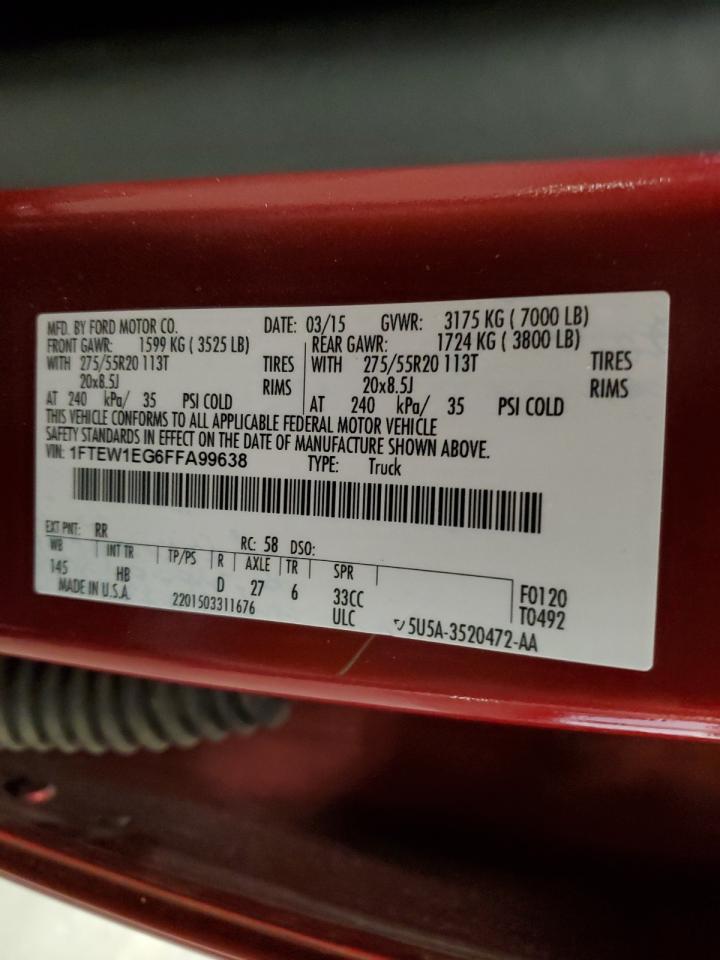 MFD. BY FORD MOTOR CO. DATE: 03/15 GVWR: 3175 KG ( 7000 LB)
FRONT GAWR: 1599 KG ( 3525 LB) REAR GAWR: 1724 KG ( 3800 LB)
WITH 275/55R20 113T TIRES WITH 275/55R20 113T TIRES
20x8.5J RIMS 20x8.5J RIMS
AT 240 kPa/ 35 PSI COLD AT 240 kPa/ 35 PSI COLD
THIS VEHICLE CONFORMS TO ALL APPLICABLE FEDERAL MOTOR VEHICLE
SAFETY STANDARDS IN EFFECT ON THE DATE OF MANUFACTURE SHOWN ABOVE.
VIN: 1FTEW1EG6FFA99638 TYPE: Truck
EXT PNT: RR RC: 58 DSO:
WB INT TR TP/PS R AXLE TR SPR
145 HB D 27 6 33CC F0120
MADE IN U.S.A. 2201503311676 ULC T0492
5U5A-3520472-AA